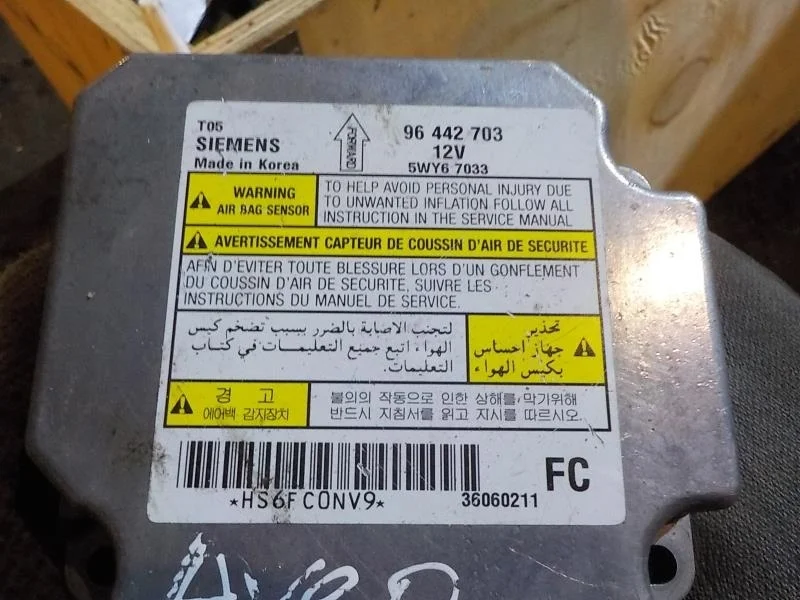 T05
SIEMENS
Made in Korea
FORWARD
96 442 703
12V
5WY6 7033
WARNING
AIR BAG SENSOR
TO HELP AVOID PERSONAL INJURY DUE
TO UNWANTED INFLATION FOLLOW ALL
INSTRUCTION IN THE SERVICE MANUAL
AVERTISSEMENT CAPTEUR DE COUSSIN D'AIR DE SECURITE
AFIN D'EVITER TOUTE BLESSURE LORS D'UN GONFLEMENT
DU COUSSIN D'AIR DE SECURITE, SUIVRE LES
INSTRUCTIONS DU MANUEL DE SERVICE.
تحذير
جهاز احساس
بكيس الهواء
لتجنب الاصابة بالضرر بسبب تضخم كيس
الهواء اتبع جميع التعليمات في كتاب
التعليمات.
경 고
에어백 감지장치
불의의 작동으로 인한 상해를 막기위해
반드시 지침서를 읽고 지시를 따르시오.
*HS6FC0NV9*
36060211
FC